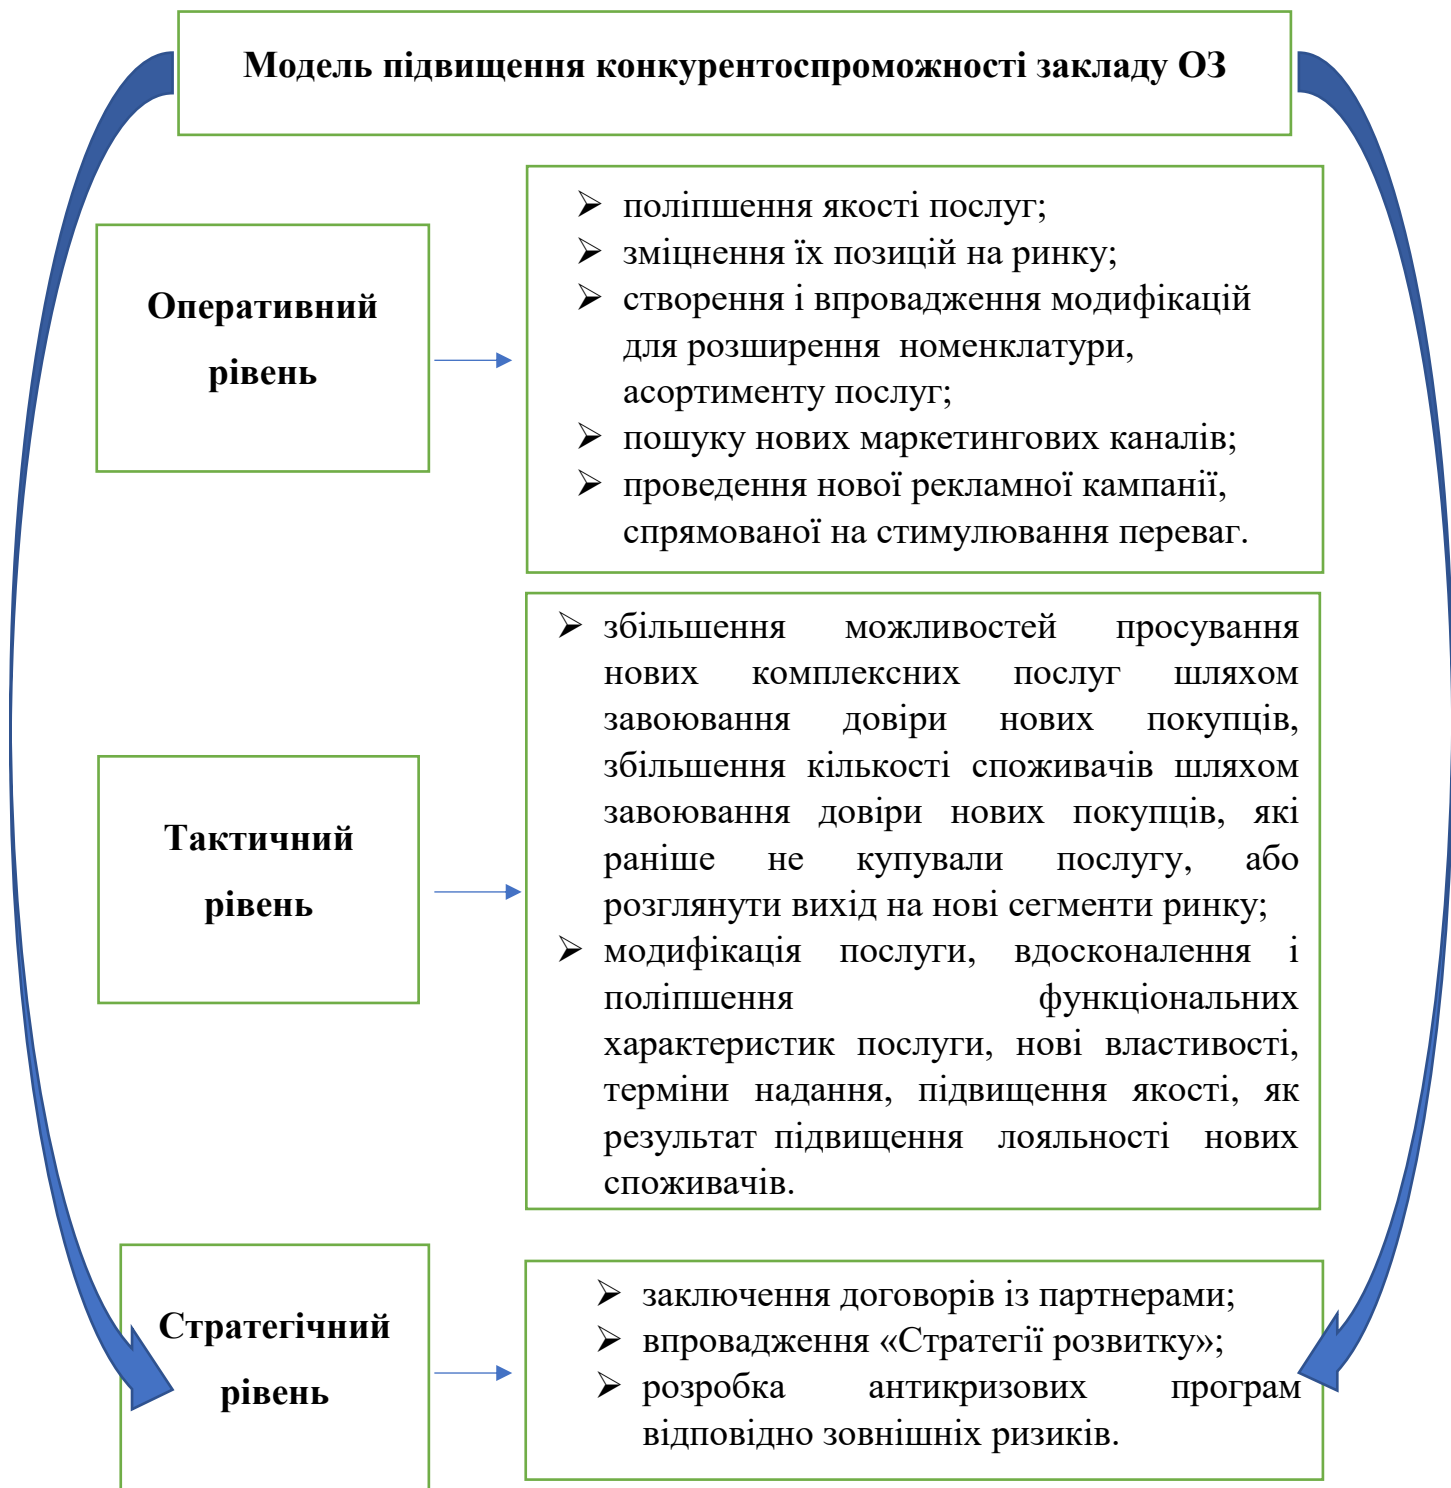 Модель підвищення конкурентоспроможності закладу ОЗ
Оперативний
рівень
➢ поліпшення якості послуг;
➢ зміцнення їх позицій на ринку;
➢ створення і впровадження модифікацій
для розширення номенклатури,
асортименту послуг;
➢ пошуку нових маркетингових каналів;
➢ проведення нової рекламної кампанії,
спрямованої на стимулювання переваг.
Тактичний
рівень
➢ збільшення можливостей просування
нових комплексних послуг шляхом
завоювання довіри нових покупців,
збільшення кількості споживачів шляхом
завоювання довіри нових покупців, які
раніше не купували послугу, або
розглянути вихід на нові сегменти ринку;
➢ модифікація послуги, вдосконалення і
поліпшення функціональних
характеристик послуги, нові властивості,
терміни надання, підвищення якості, як
результат підвищення лояльності нових
споживачів.
Стратегічний
рівень
➢ заключення договорів із партнерами;
➢ впровадження «Стратегії розвитку»;
➢ розробка антикризових програм
відповідно зовнішніх ризиків.